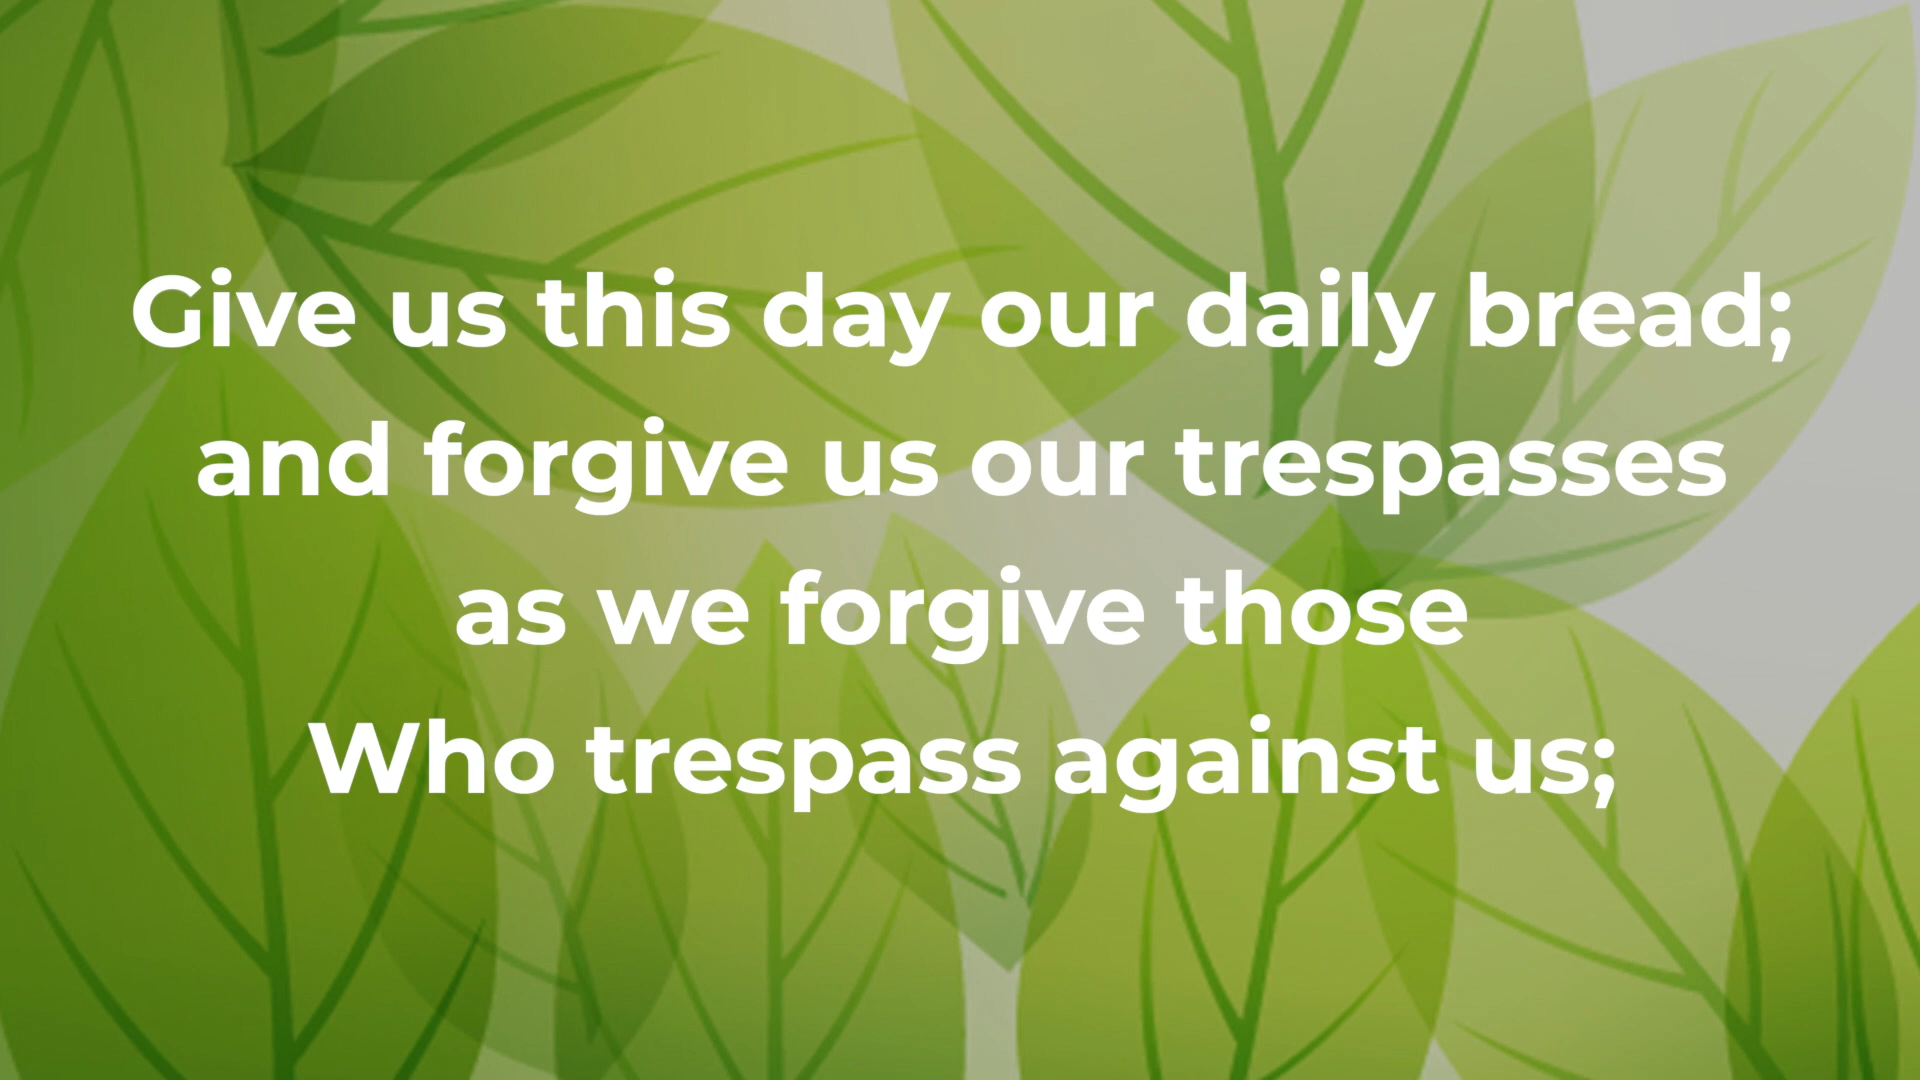 Give us this day our daily bread;
and forgive us our trespasses
as we forgive those
Who trespass against us;